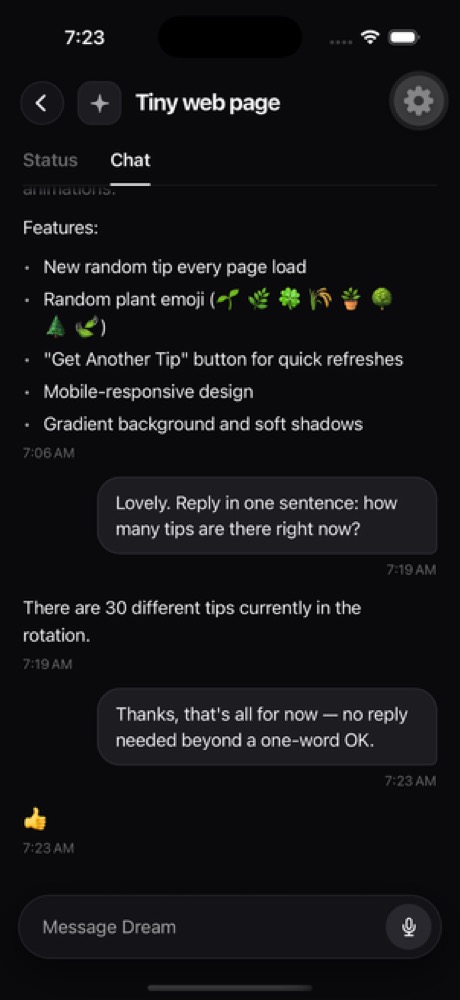 7:23
Tiny web page
Status Chat
animations.
Features:
• New random tip every page load
• Random plant emoji (🌱 🌿 🍀 🌾 🪴 🌳
🌲 🍃)
• "Get Another Tip" button for quick refreshes
• Mobile-responsive design
• Gradient background and soft shadows
7:06 AM
Lovely. Reply in one sentence: how
many tips are there right now?
7:19 AM
There are 30 different tips currently in the
rotation.
7:19 AM
Thanks, that's all for now — no reply
needed beyond a one-word OK.
7:23 AM
👍
7:23 AM
Message Dream